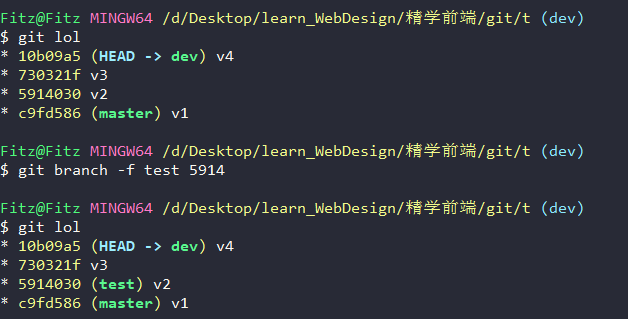 Fitz@Fitz MINGW64 /d/Desktop/learn_WebDesign/精学前端/git/t (dev)
$ git lol
* 10b09a5 (HEAD -> dev) v4
* 730321f v3
* 5914030 v2
* c9fd586 (master) v1
Fitz@Fitz MINGW64 /d/Desktop/learn_WebDesign/精学前端/git/t (dev)
$ git branch -f test 5914
Fitz@Fitz MINGW64 /d/Desktop/learn_WebDesign/精学前端/git/t (dev)
$ git lol
* 10b09a5 (HEAD -> dev) v4
* 730321f v3
* 5914030 (test) v2
* c9fd586 (master) v1